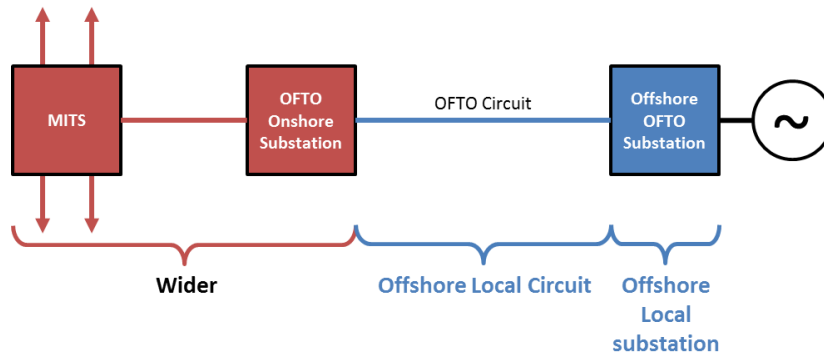 MITS
OFTO
Onshore
Substation
OFTO Circuit
Offshore
OFTO
Substation
~
Wider
Offshore Local Circuit
Offshore
Local
substation